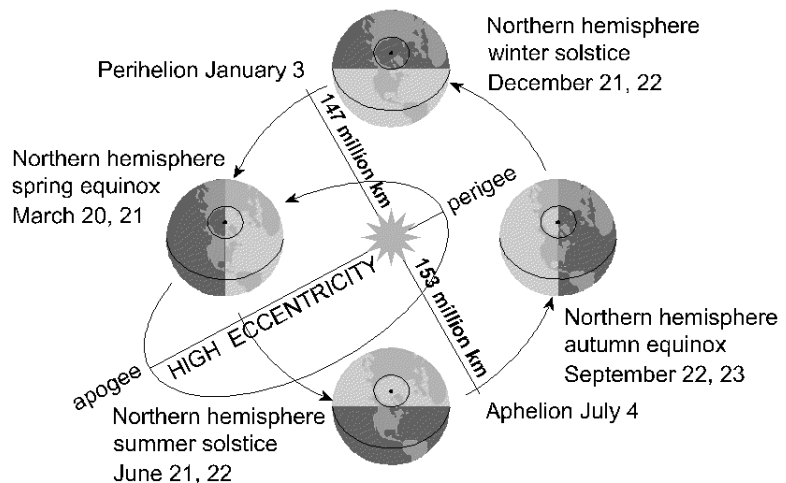 Northern hemisphere
winter solstice
December 21, 22
Perihelion January 3
147 million km
Northern hemisphere
spring equinox
March 20, 21
perigee
153 million km
HIGH ECCENTRICITY
apogee
Northern hemisphere
autumn equinox
September 22, 23
Aphelion July 4
Northern hemisphere
summer solstice
June 21, 22